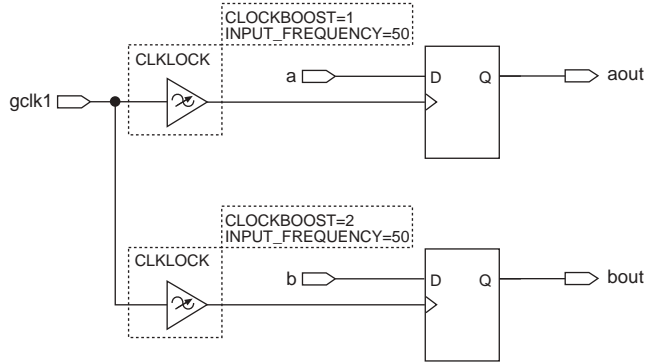 CLOCKBOOST=1
INPUT_FREQUENCY=50
CLKLOCK
a
D
Q
aout
gclk1
CLOCKBOOST=2
INPUT_FREQUENCY=50
CLKLOCK
b
D
Q
bout